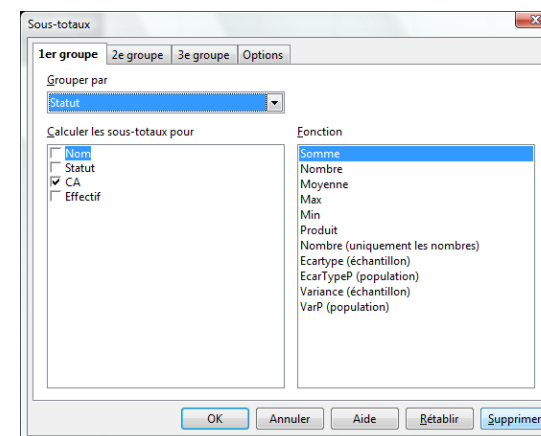 Sous-totaux
1er groupe 2e groupe 3e groupe Options
Grouper par
Statut
Calculer les sous-totaux pour
Nom
Statut
CA
Effectif
Fonction
Somme
Nombre
Moyenne
Max
Min
Produit
Nombre (uniquement les nombres)
Ecartype (échantillon)
EcarTypeP (population)
Variance (échantillon)
VarP (population)
OK Annuler Aide Rétablir Supprimer